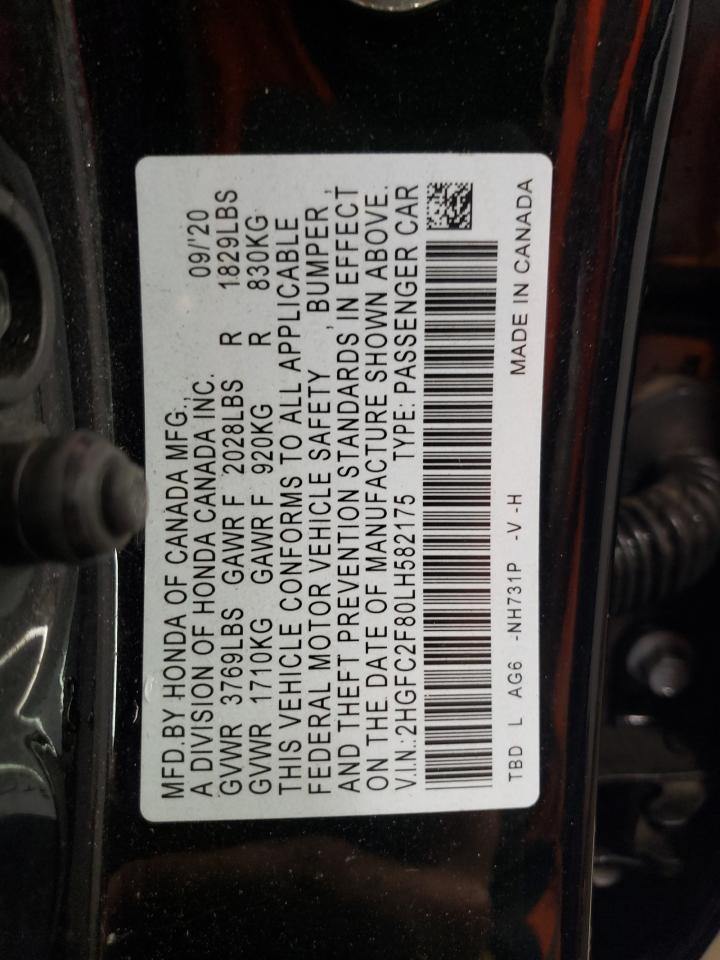 MFD.BY HONDA OF CANADA MFG.,
A DIVISION OF HONDA CANADA INC. 09/'20
GVWR 3769LBS GAWR F 2028LBS R 1829LBS
GVWR 1710KG GAWR F 920KG R 830KG
THIS VEHICLE CONFORMS TO ALL APPLICABLE
FEDERAL MOTOR VEHICLE SAFETY , BUMPER ,
AND THEFT PREVENTION STANDARDS IN EFFECT
ON THE DATE OF MANUFACTURE SHOWN ABOVE.
V.I.N.:2HGFC2F80LH582175 TYPE: PASSENGER CAR
TBD L AG6 -NH731P -V -H MADE IN CANADA